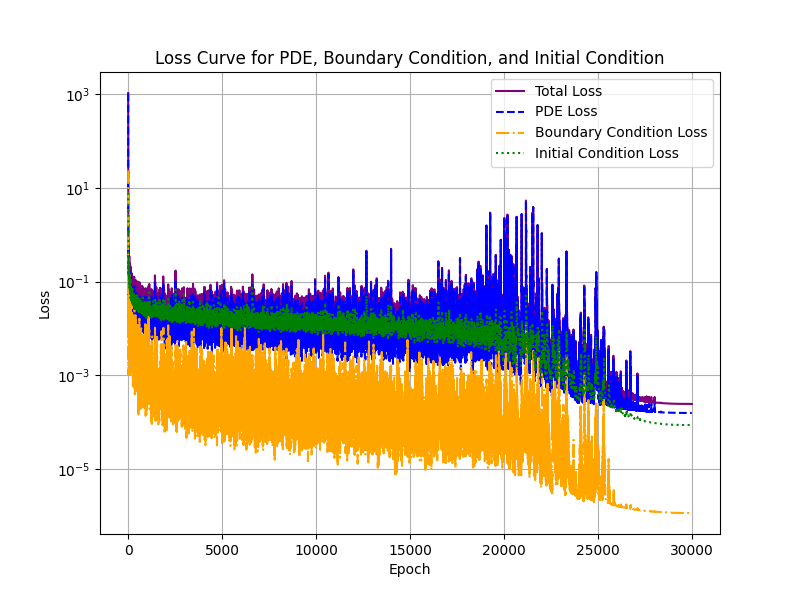 Loss Curve for PDE, Boundary Condition, and Initial Condition
Total Loss
PDE Loss
Boundary Condition Loss
Initial Condition Loss
10³
10¹
10⁻¹
10⁻³
10⁻⁵
Loss
0 5000 10000 15000 20000 25000 30000
Epoch